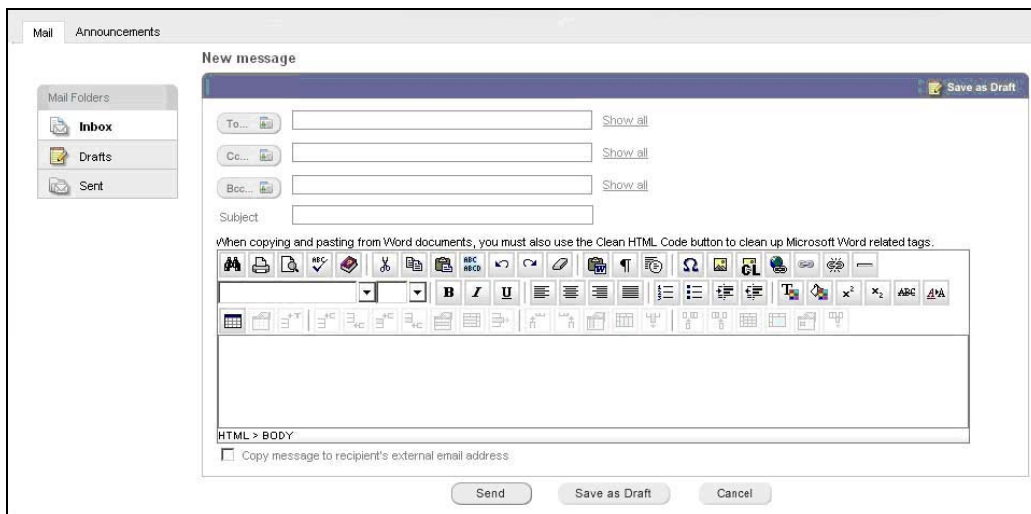 Mail Announcements
New message
Mail Folders
Inbox
Drafts
Sent
Save as Draft
To... Show all
Cc... Show all
Bcc... Show all
Subject
When copying and pasting from Word documents, you must also use the Clean HTML Code button to clean up Microsoft Word related tags.
HTML > BODY
Copy message to recipient's external email address
Send Save as Draft Cancel